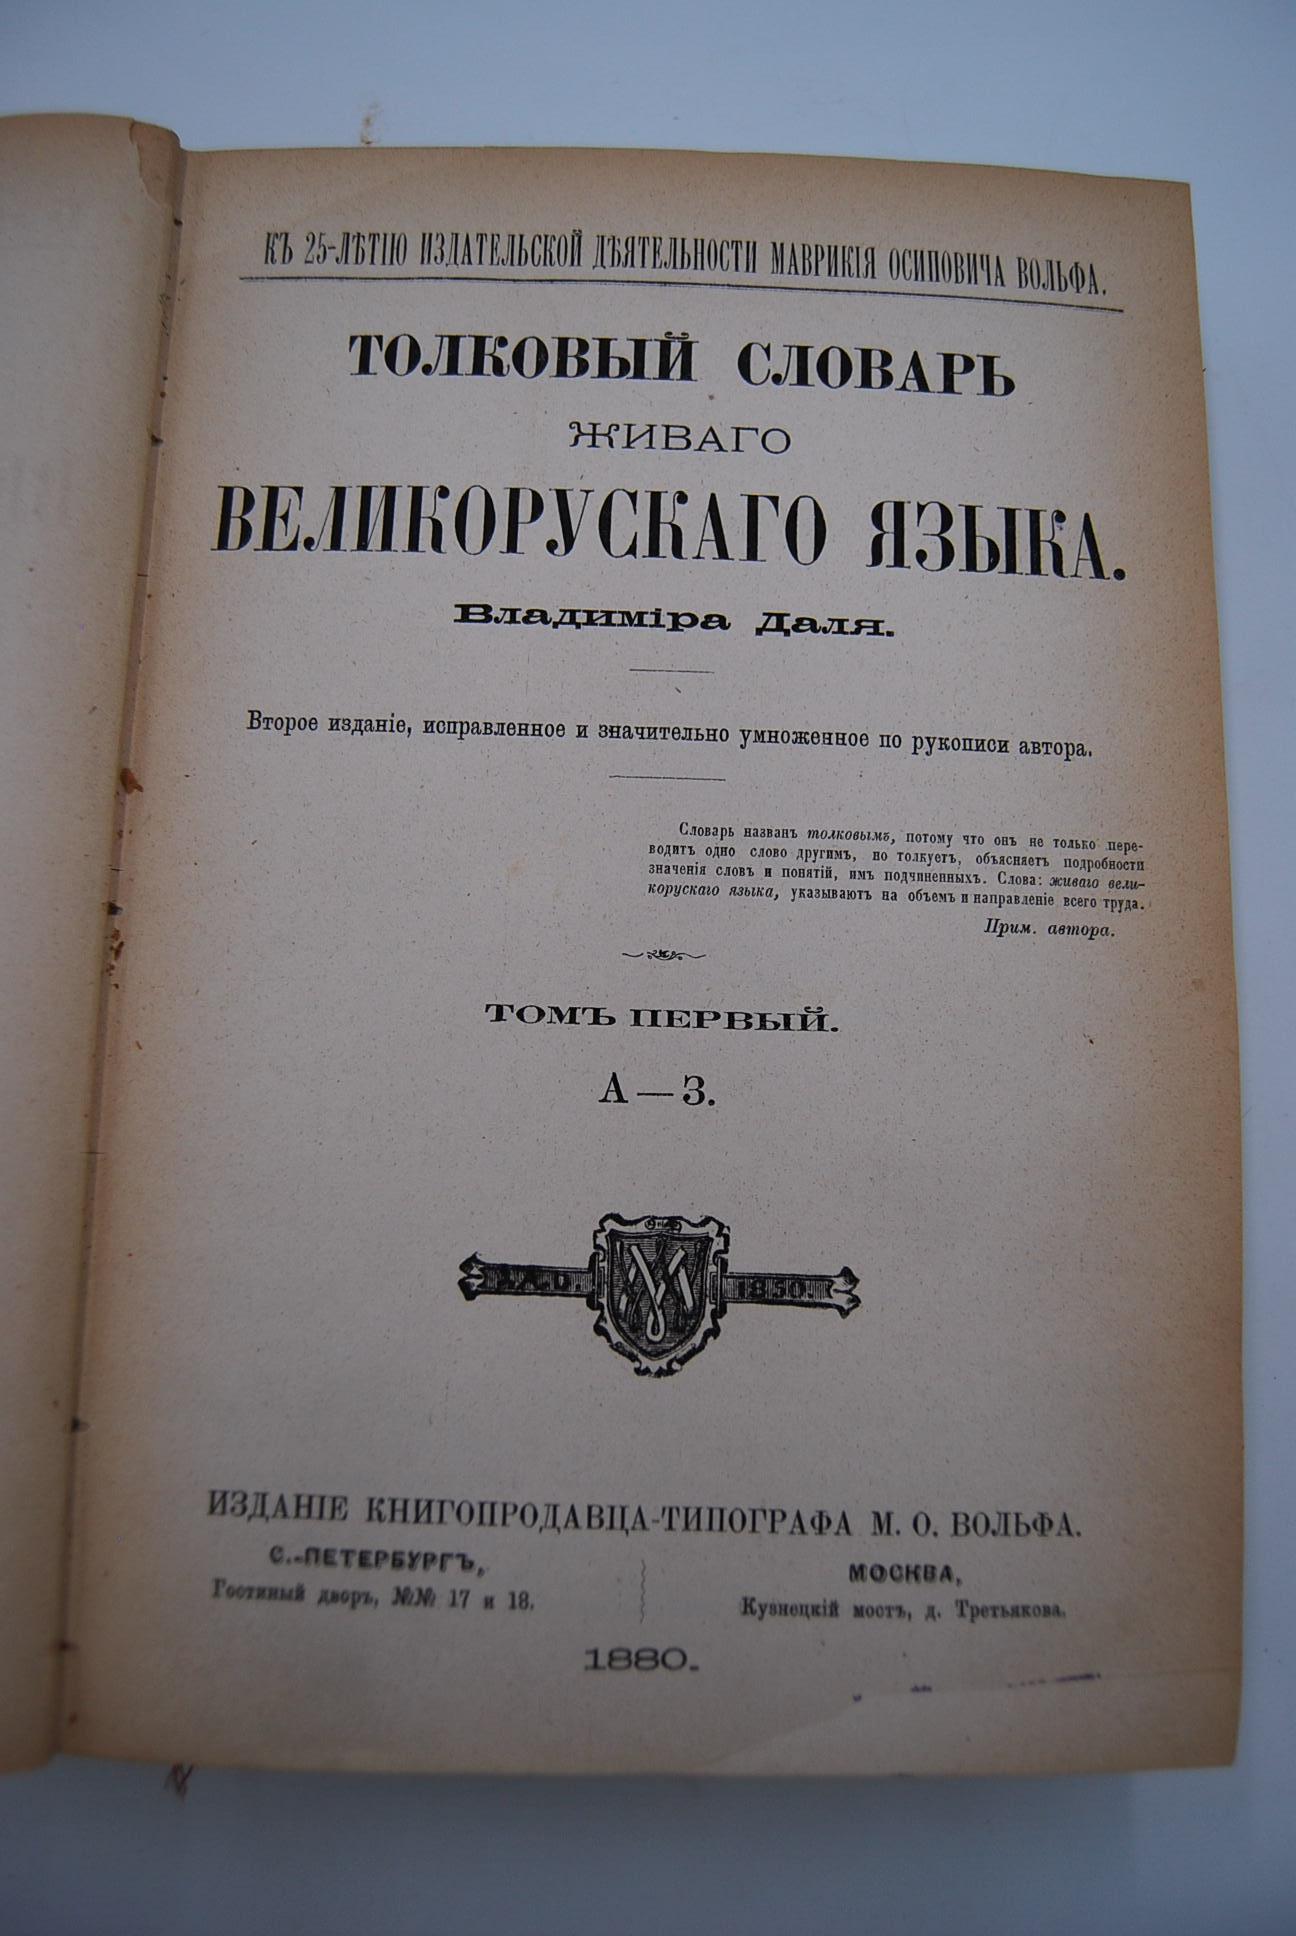 КЪ 25-ЛѢТІЮ ИЗДАТЕЛЬСКОЙ ДѢЯТЕЛЬНОСТИ МАВРИКІЯ ОСИПОВИЧА ВОЛЬФА.
ТОЛКОВЫЙ СЛОВАРЬ
ЖИВАГО
ВЕЛИКОРУСКАГО ЯЗЫКА.
Владиміра Даля.
Второе изданіе, исправленное и значительно умноженное по рукописи автора.
Словарь названъ толковымъ, потому что онъ не только пере-
водитъ одно слово другимъ, но толкуетъ, объясняетъ подробности
значенія словъ и понятій, имъ подчиненныхъ. Слова: живаго вели-
корускаго языка, указываютъ на объемъ и направленіе всего труда.
Прим. автора.
ТОМЪ ПЕРВЫЙ.
А — З.
1850.
ИЗДАНІЕ КНИГОПРОДАВЦА-ТИПОГРАФА М. О. ВОЛЬФА.
С.-ПЕТЕРБУРГЪ,
Гостиный дворъ, №№ 17 и 18.
МОСКВА,
Кузнецкій мостъ, д. Третьякова.
1880.